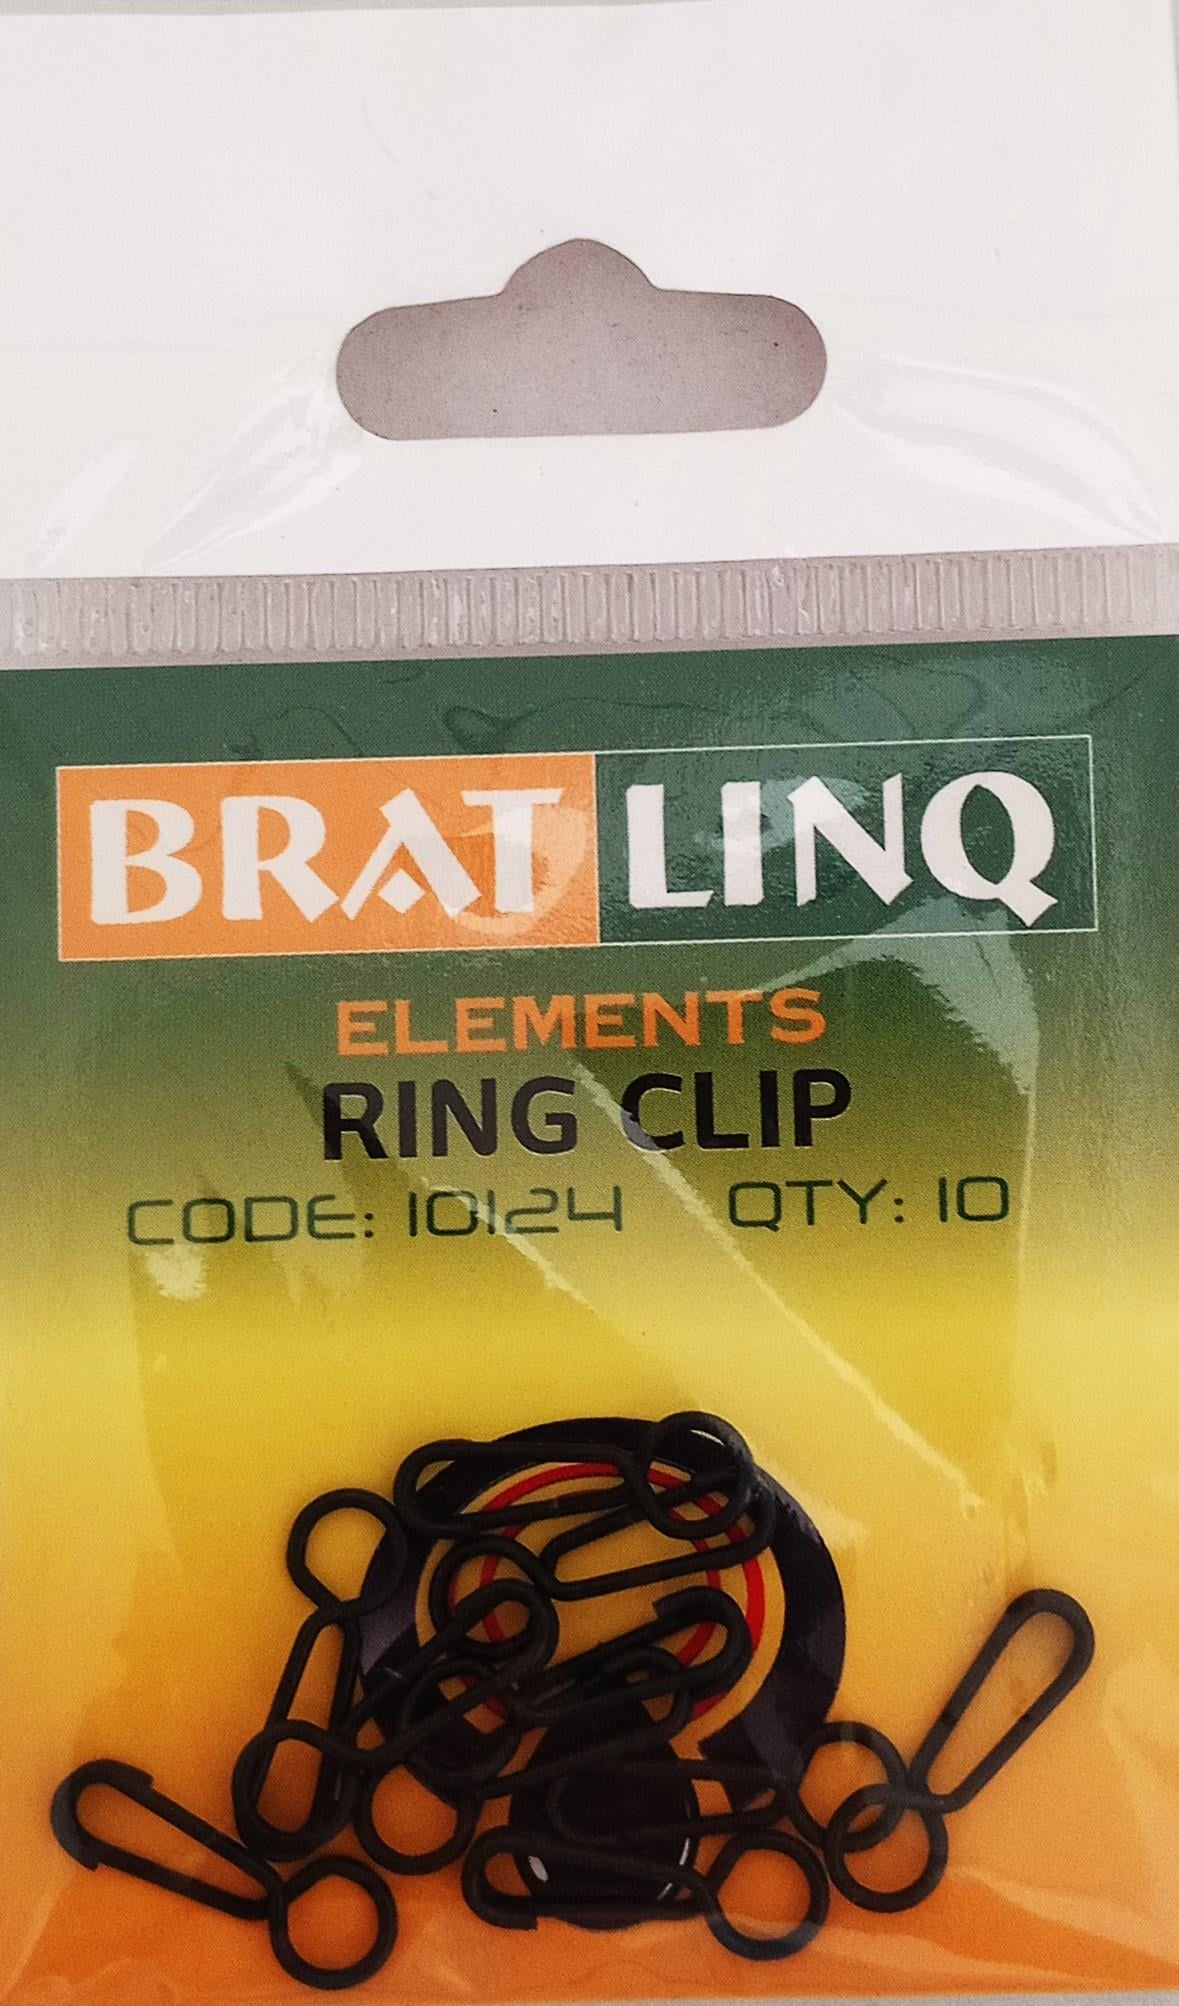 BRAT LINQ
ELEMENTS
RING CLIP
CODE: 10124 QTY: 10